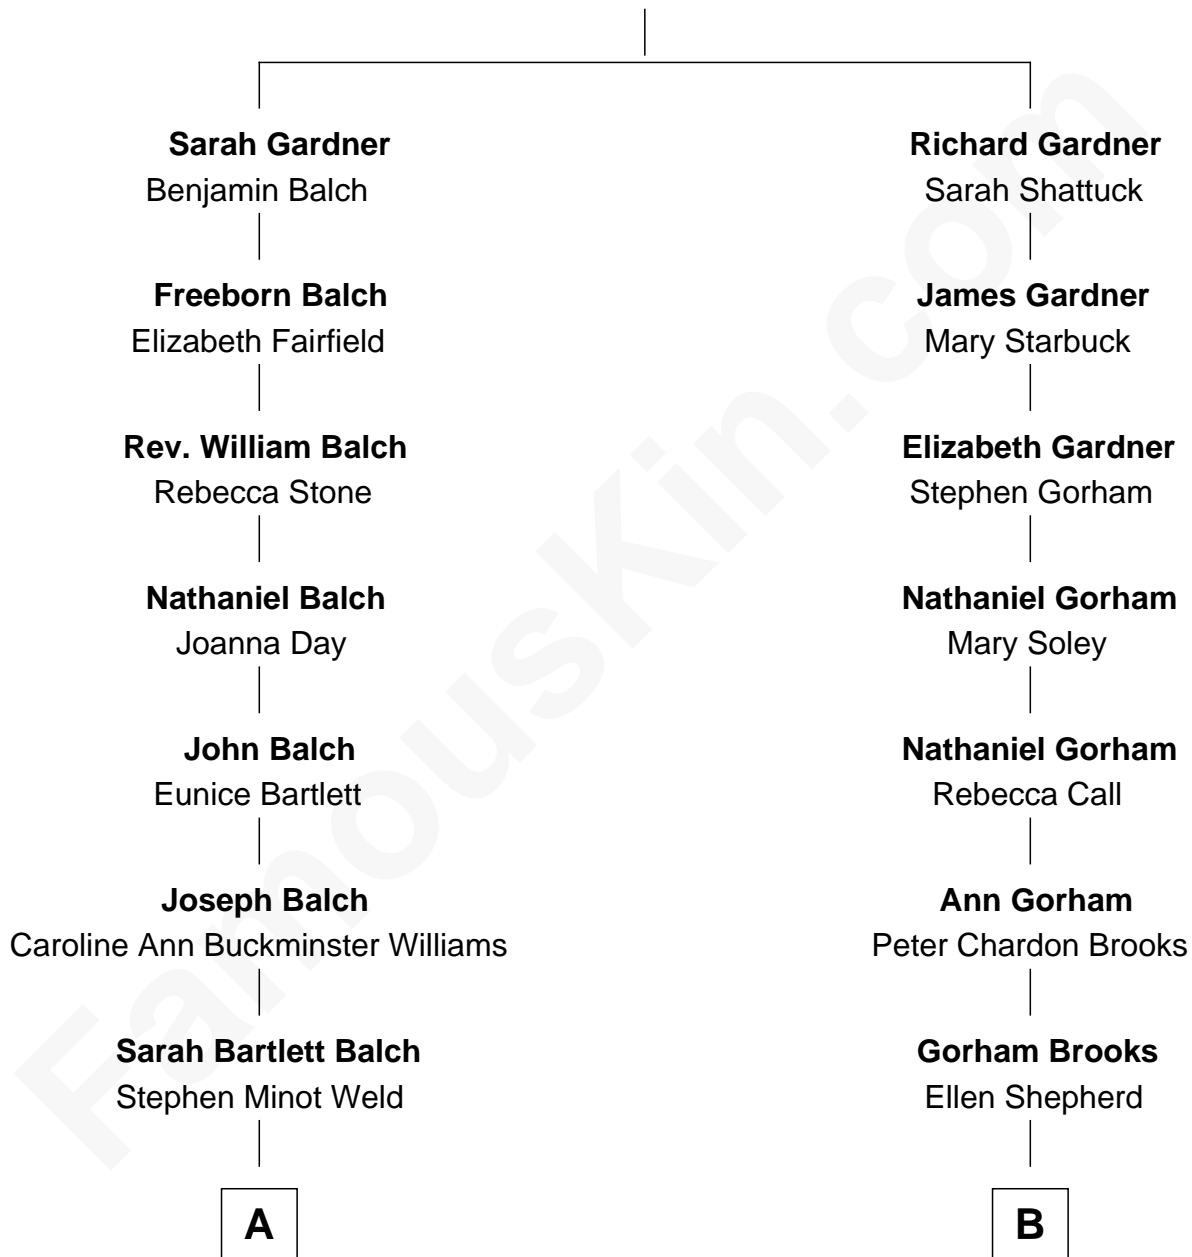 Sarah Gardner
Benjamin Balch
Freeborn Balch
Elizabeth Fairfield
Rev. William Balch
Rebecca Stone
Nathaniel Balch
Joanna Day
John Balch
Eunice Bartlett
Joseph Balch
Caroline Ann Buckminster Williams
Sarah Bartlett Balch
Stephen Minot Weld
A
Richard Gardner
Sarah Shattuck
James Gardner
Mary Starbuck
Elizabeth Gardner
Stephen Gorham
Nathaniel Gorham
Mary Soley
Nathaniel Gorham
Rebecca Call
Ann Gorham
Peter Chardon Brooks
Gorham Brooks
Ellen Shepherd
B
FamousKin.com